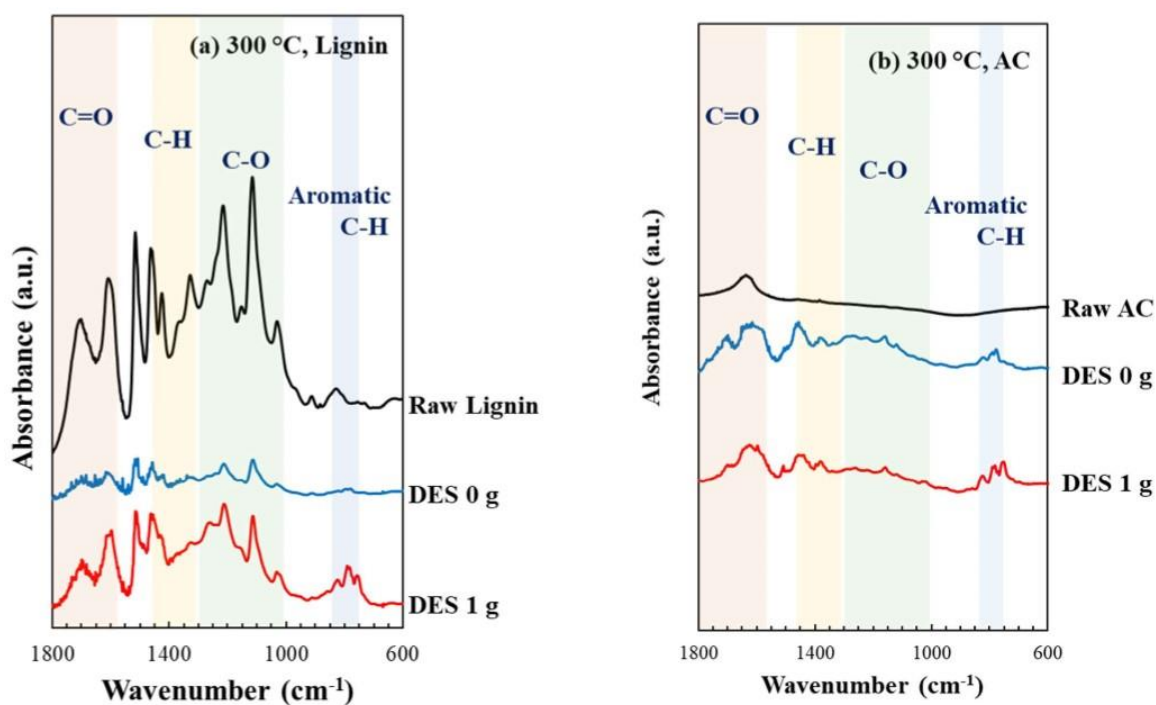 (a) 300 °C, Lignin
C=O
C-H
C-O
Aromatic
C-H
Raw Lignin
DES 0 g
DES 1 g
Absorbance (a.u.)
1800
1400
1000
600
Wavenumber (cm-1)
(b) 300 °C, AC
C=O
C-H
C-O
Aromatic
C-H
Raw AC
DES 0 g
DES 1 g
Absorbance (a.u.)
1800
1400
1000
600
Wavenumber (cm-1)